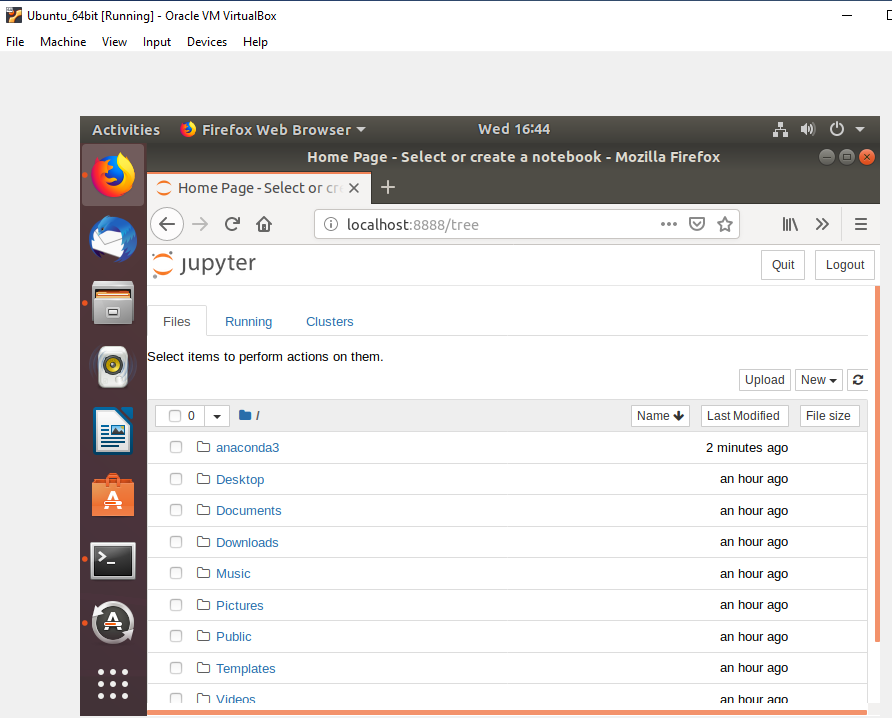 Ubuntu_64bit [Running] - Oracle VM VirtualBox
File Machine View Input Devices Help
Activities Firefox Web Browser Wed 16:44
Home Page - Select or create a notebook - Mozilla Firefox
Home Page - Select or cr
localhost:8888/tree
jupyter Quit Logout
Files Running Clusters
Select items to perform actions on them.
Upload New
0 / Name Last Modified File size
anaconda3 2 minutes ago
Desktop an hour ago
Documents an hour ago
Downloads an hour ago
Music an hour ago
Pictures an hour ago
Public an hour ago
Templates an hour ago
Videos an hour ago